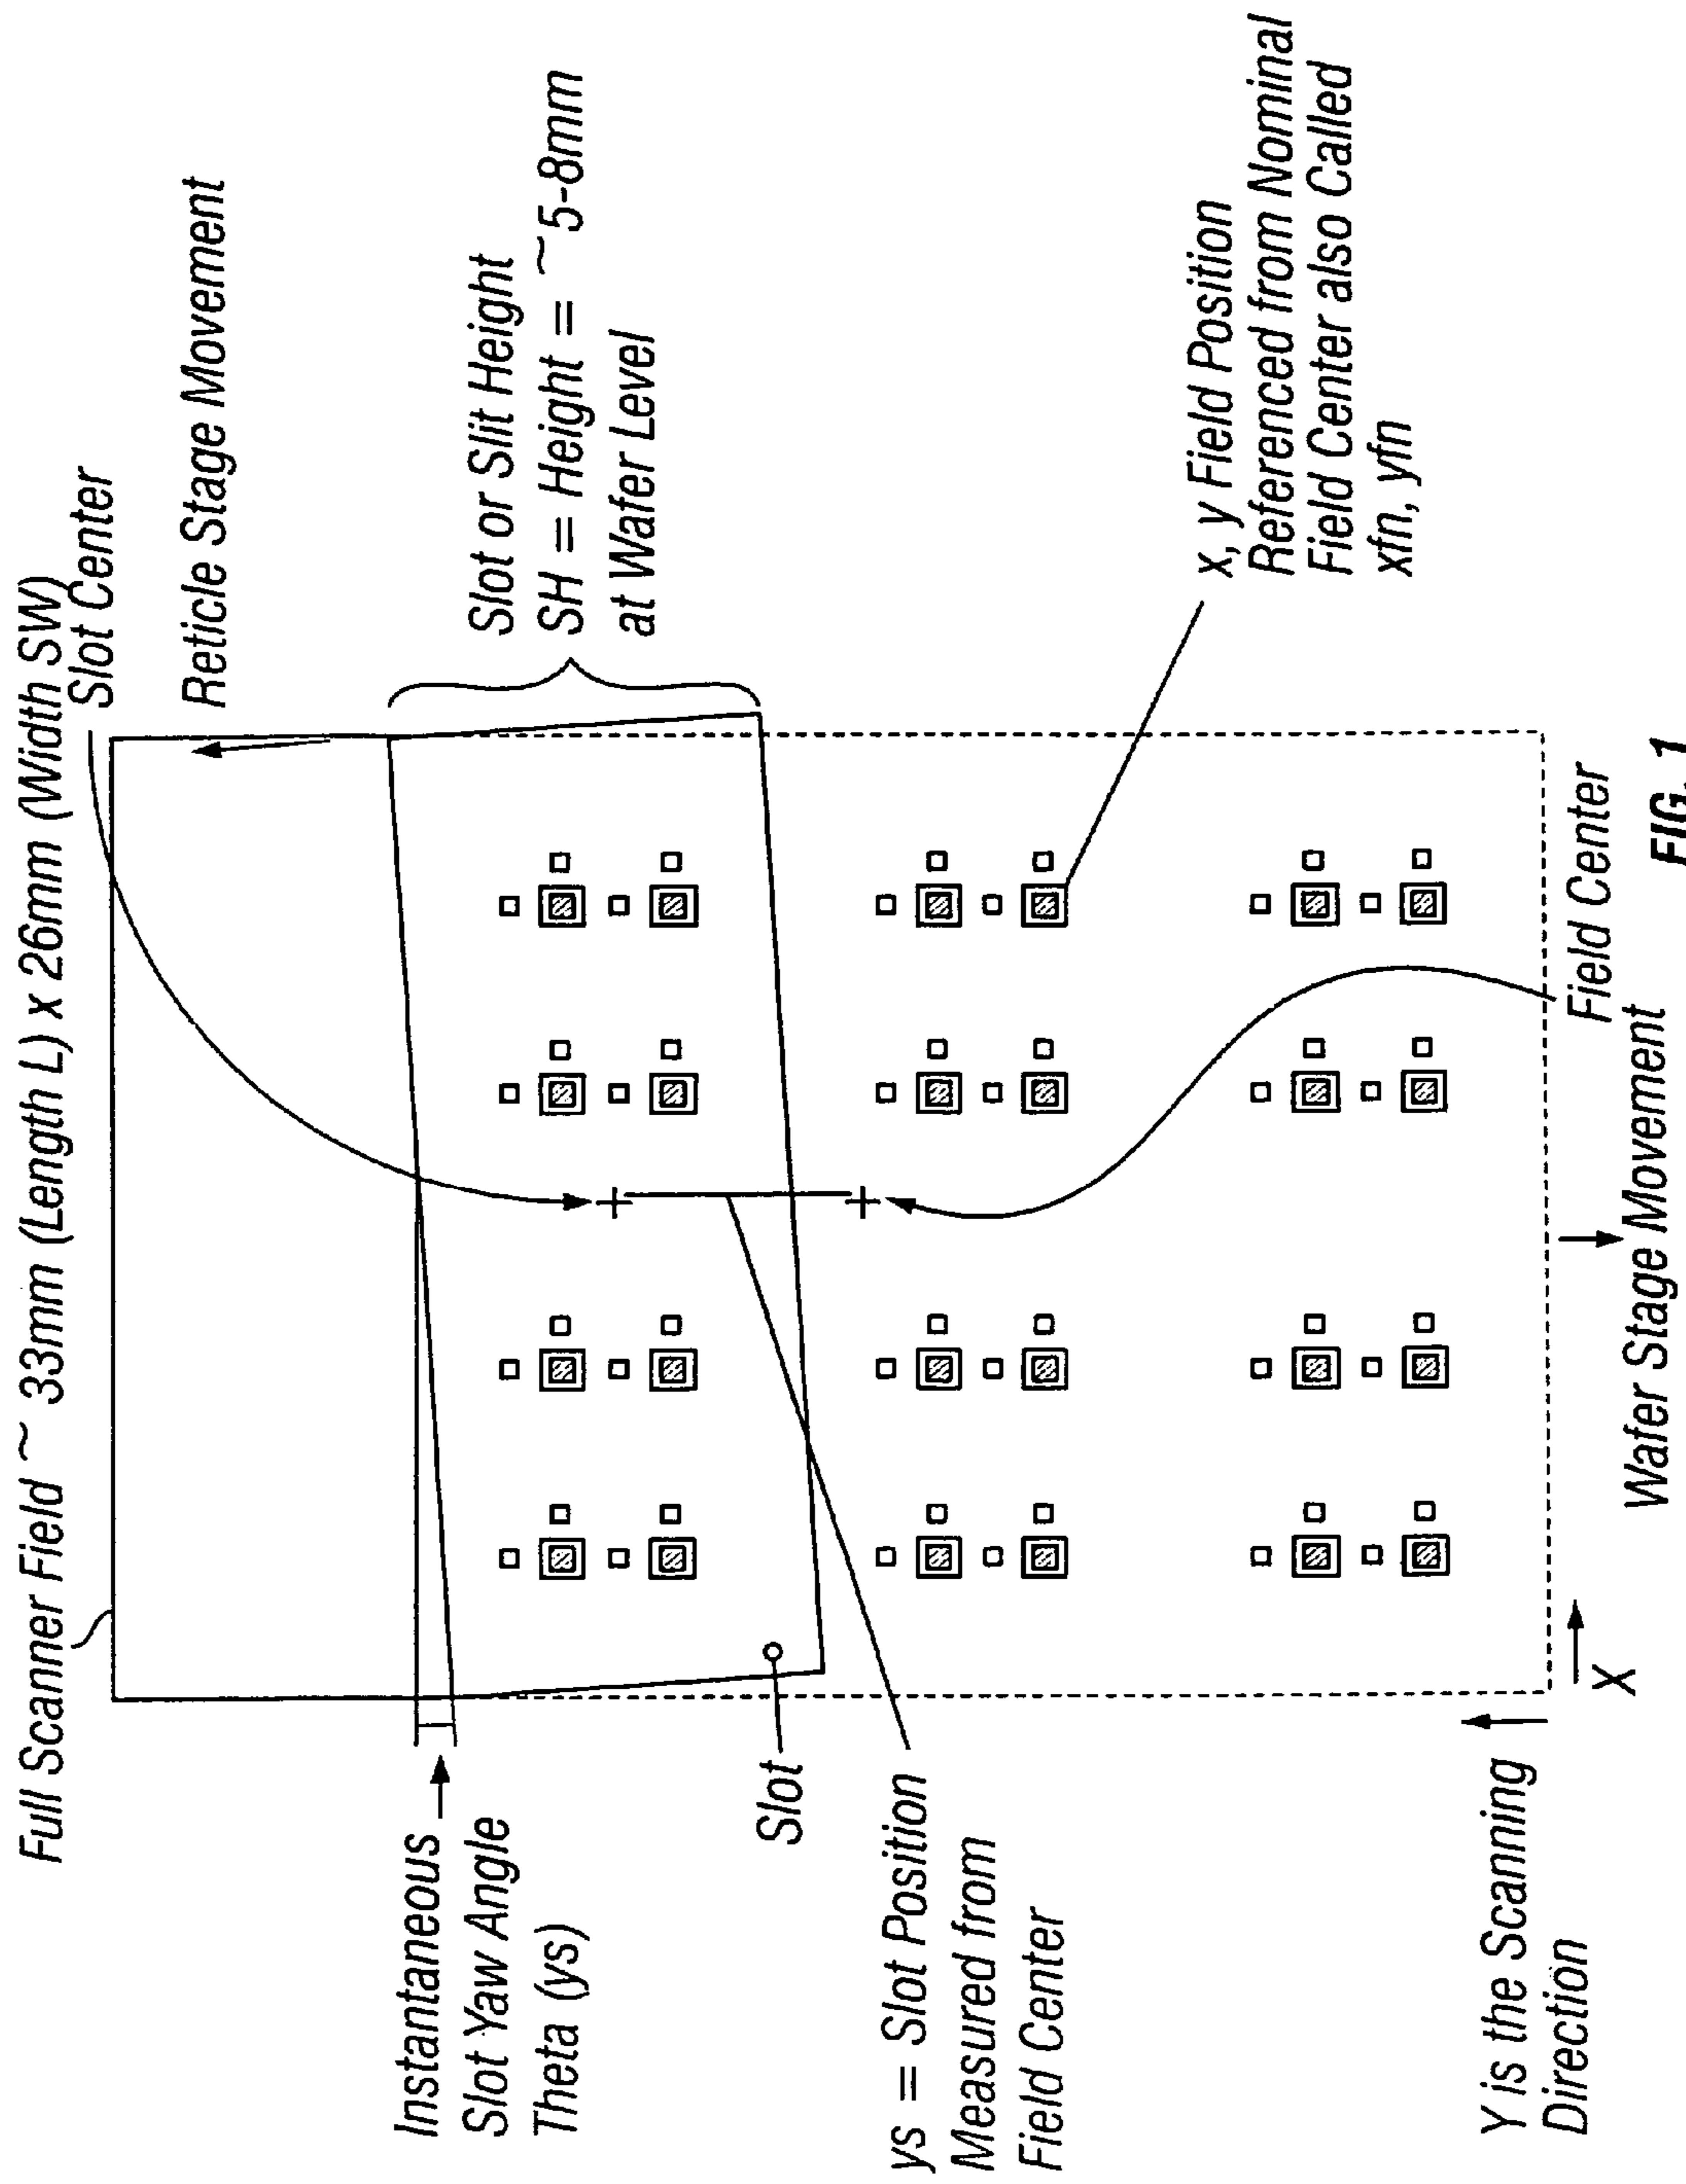 Full Scanner Field ~ 33mm (Length L) x 26mm (Width SW)
Slot Center
Reticle Stage Movement
Instantaneous
Slot Yaw Angle
Theta (ys)
Slot or Slit Height
SH = Height = ~5-8mm
at Wafer Level
Slot
ys = Slot Position
Measured from
Field Center
x, y Field Position
Referenced from Nominal
Field Center also Called
xfn, yfn
Y is the Scanning
Direction
X
Field Center
Wafer Stage Movement
FIG. 1